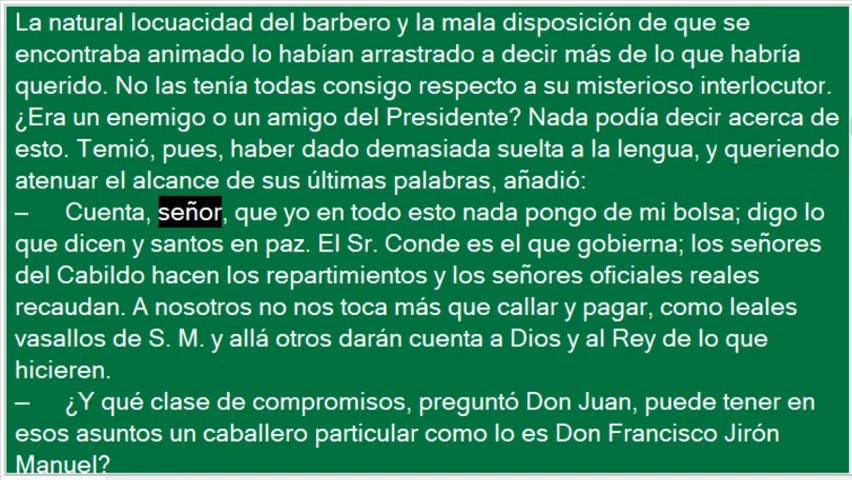 La natural locuacidad del barbero y la mala disposición de que se
encontraba animado lo habían arrastrado a decir más de lo que habría
querido. No las tenía todas consigo respecto a su misterioso interlocutor.
¿Era un enemigo o un amigo del Presidente? Nada podía decir acerca de
esto. Temió, pues, haber dado demasiada suelta a la lengua, y queriendo
atenuar el alcance de sus últimas palabras, añadió:
– Cuenta, señor, que yo en todo esto nada pongo de mi bolsa; digo lo
que dicen y santos en paz. El Sr. Conde es el que gobierna; los señores
del Cabildo hacen los repartimientos y los señores oficiales reales
recaudan. A nosotros no nos toca más que callar y pagar, como leales
vasallos de S. M. y allá otros darán cuenta a Dios y al Rey de lo que
hicieren.
– ¿Y qué clase de compromisos, preguntó Don Juan, puede tener en
esos asuntos un caballero particular como lo es Don Francisco Jirón
Manuel?